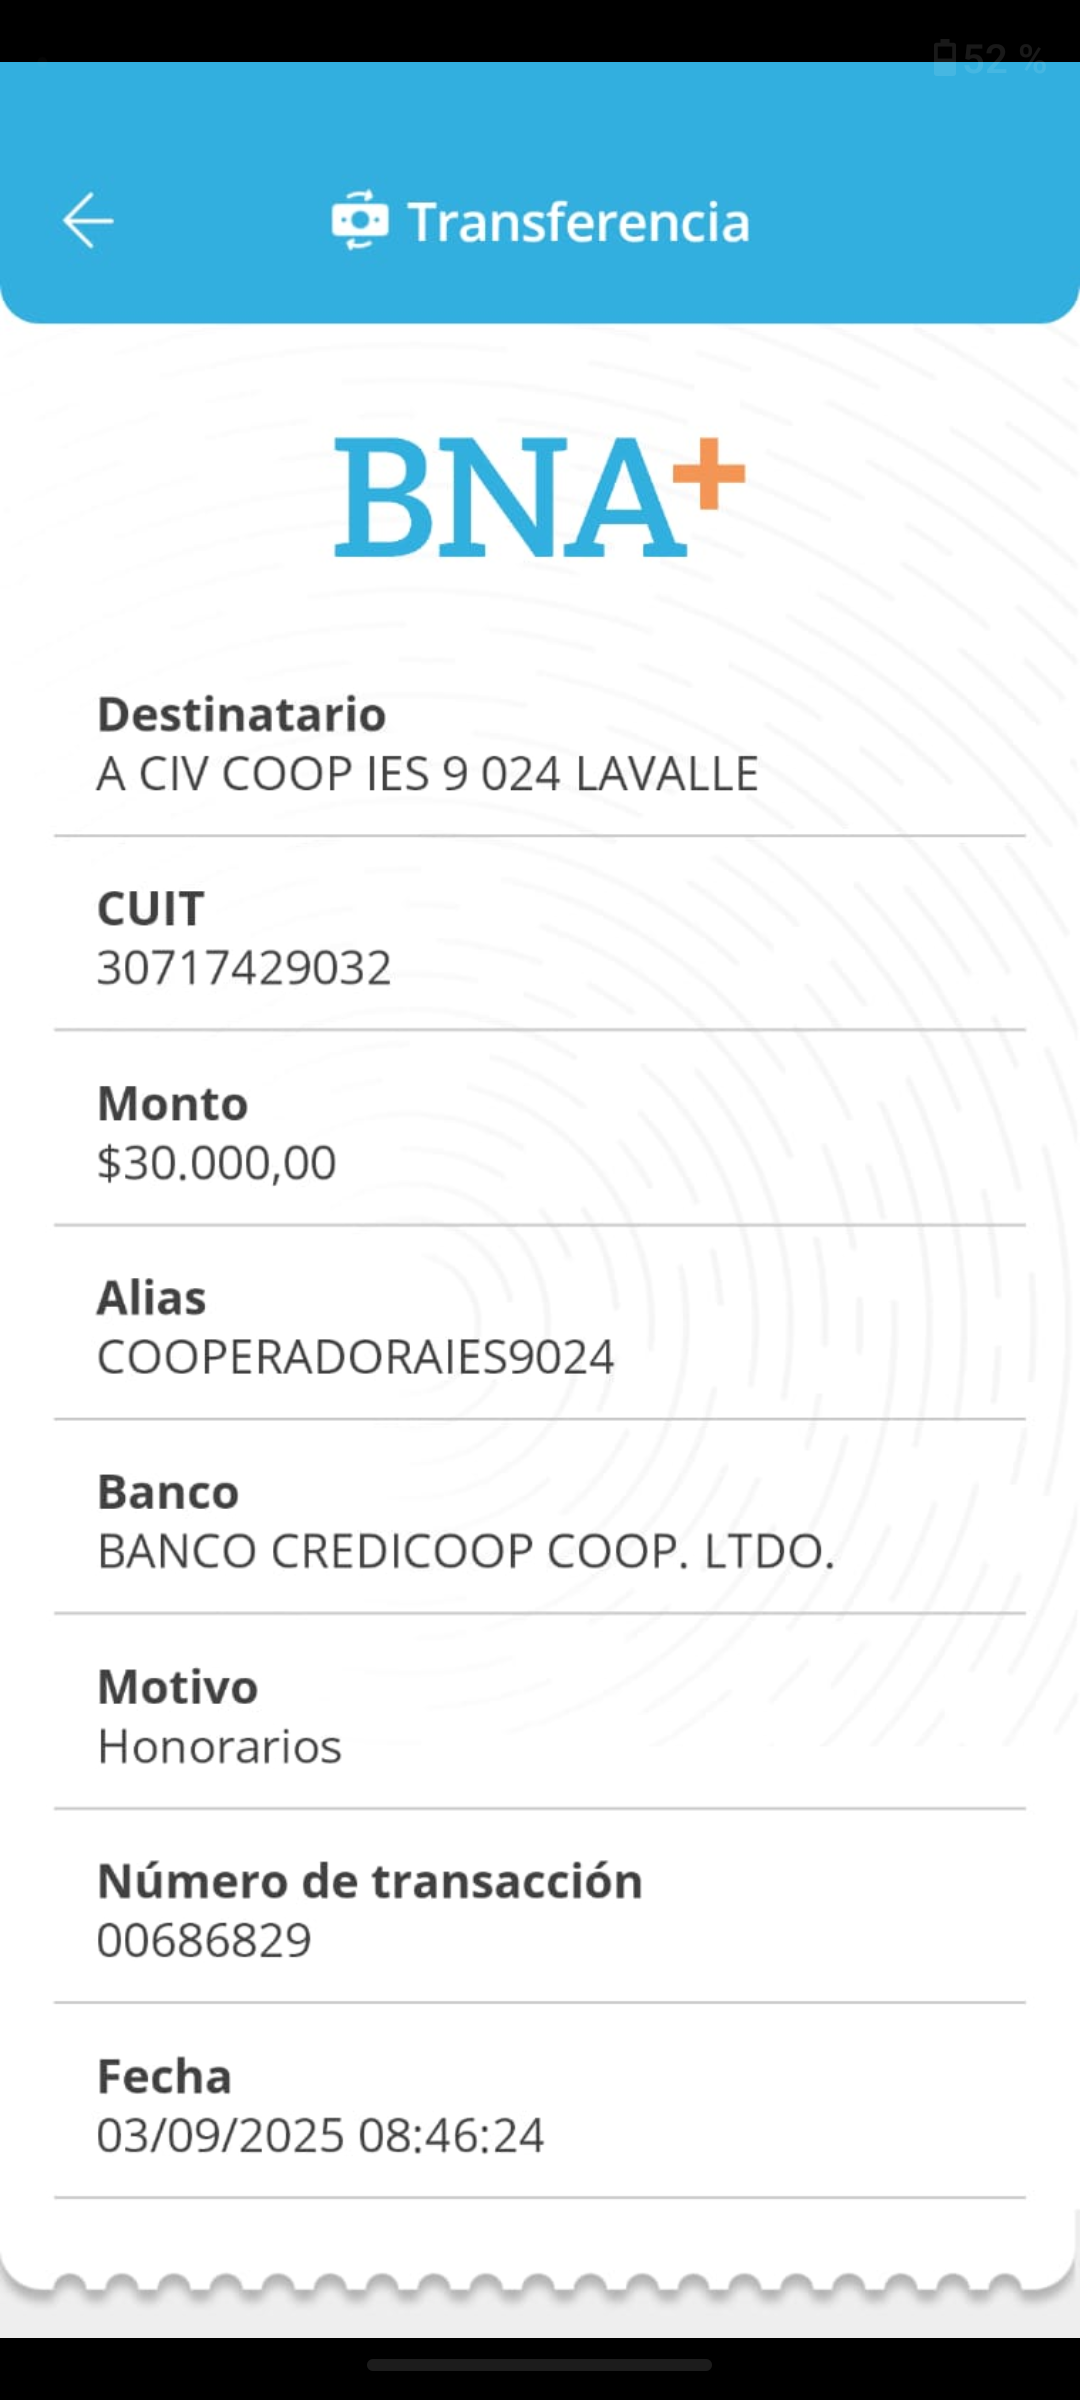 52 %
Transferencia
BNA+
Destinatario
A CIV COOP IES 9 024 LAVALLE
CUIT
30717429032
Monto
$30.000,00
Alias
COOPERADORAIES9024
Banco
BANCO CREDICOOP COOP. LTDO.
Motivo
Honorarios
Número de transacción
00686829
Fecha
03/09/2025 08:46:24